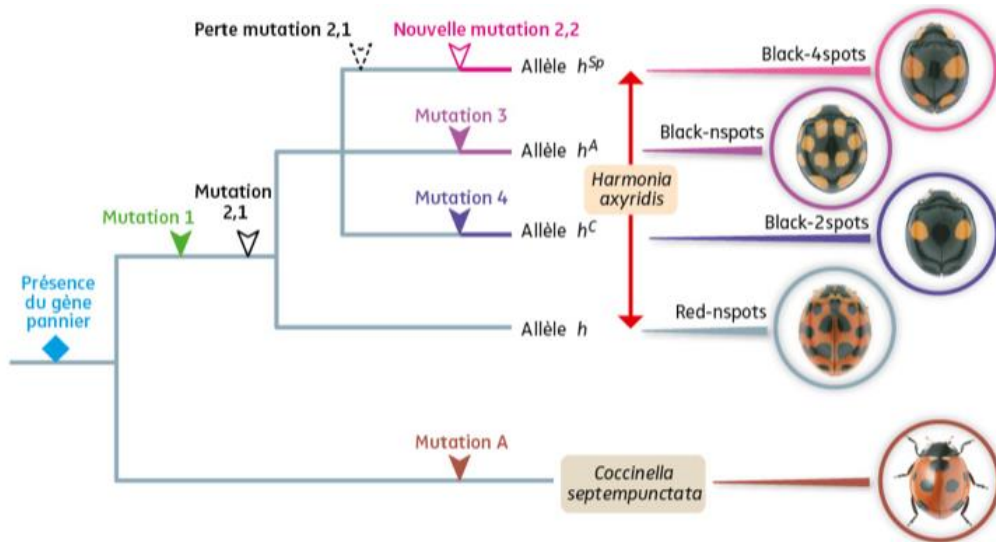 Perte mutation 2,1
Nouvelle mutation 2,2
Allèle h^Sp
Black-4spots
Mutation 3
Allèle h^A
Black-nspots
Harmonia
axyridis
Mutation
2,1
Mutation 1
Mutation 4
Allèle h^C
Black-2spots
Présence
du gène
pannier
Allèle h
Red-nspots
Mutation A
Coccinella
septempunctata